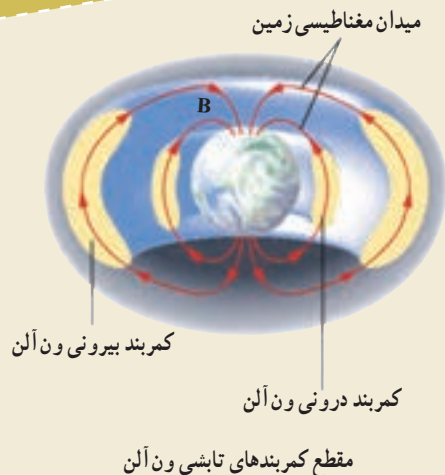 میدان مغناطیسی زمین
B
کمربند بیرونی ون آلن
کمربند درونی ون آلن
مقطع کمربندهای تابشی ون آلن